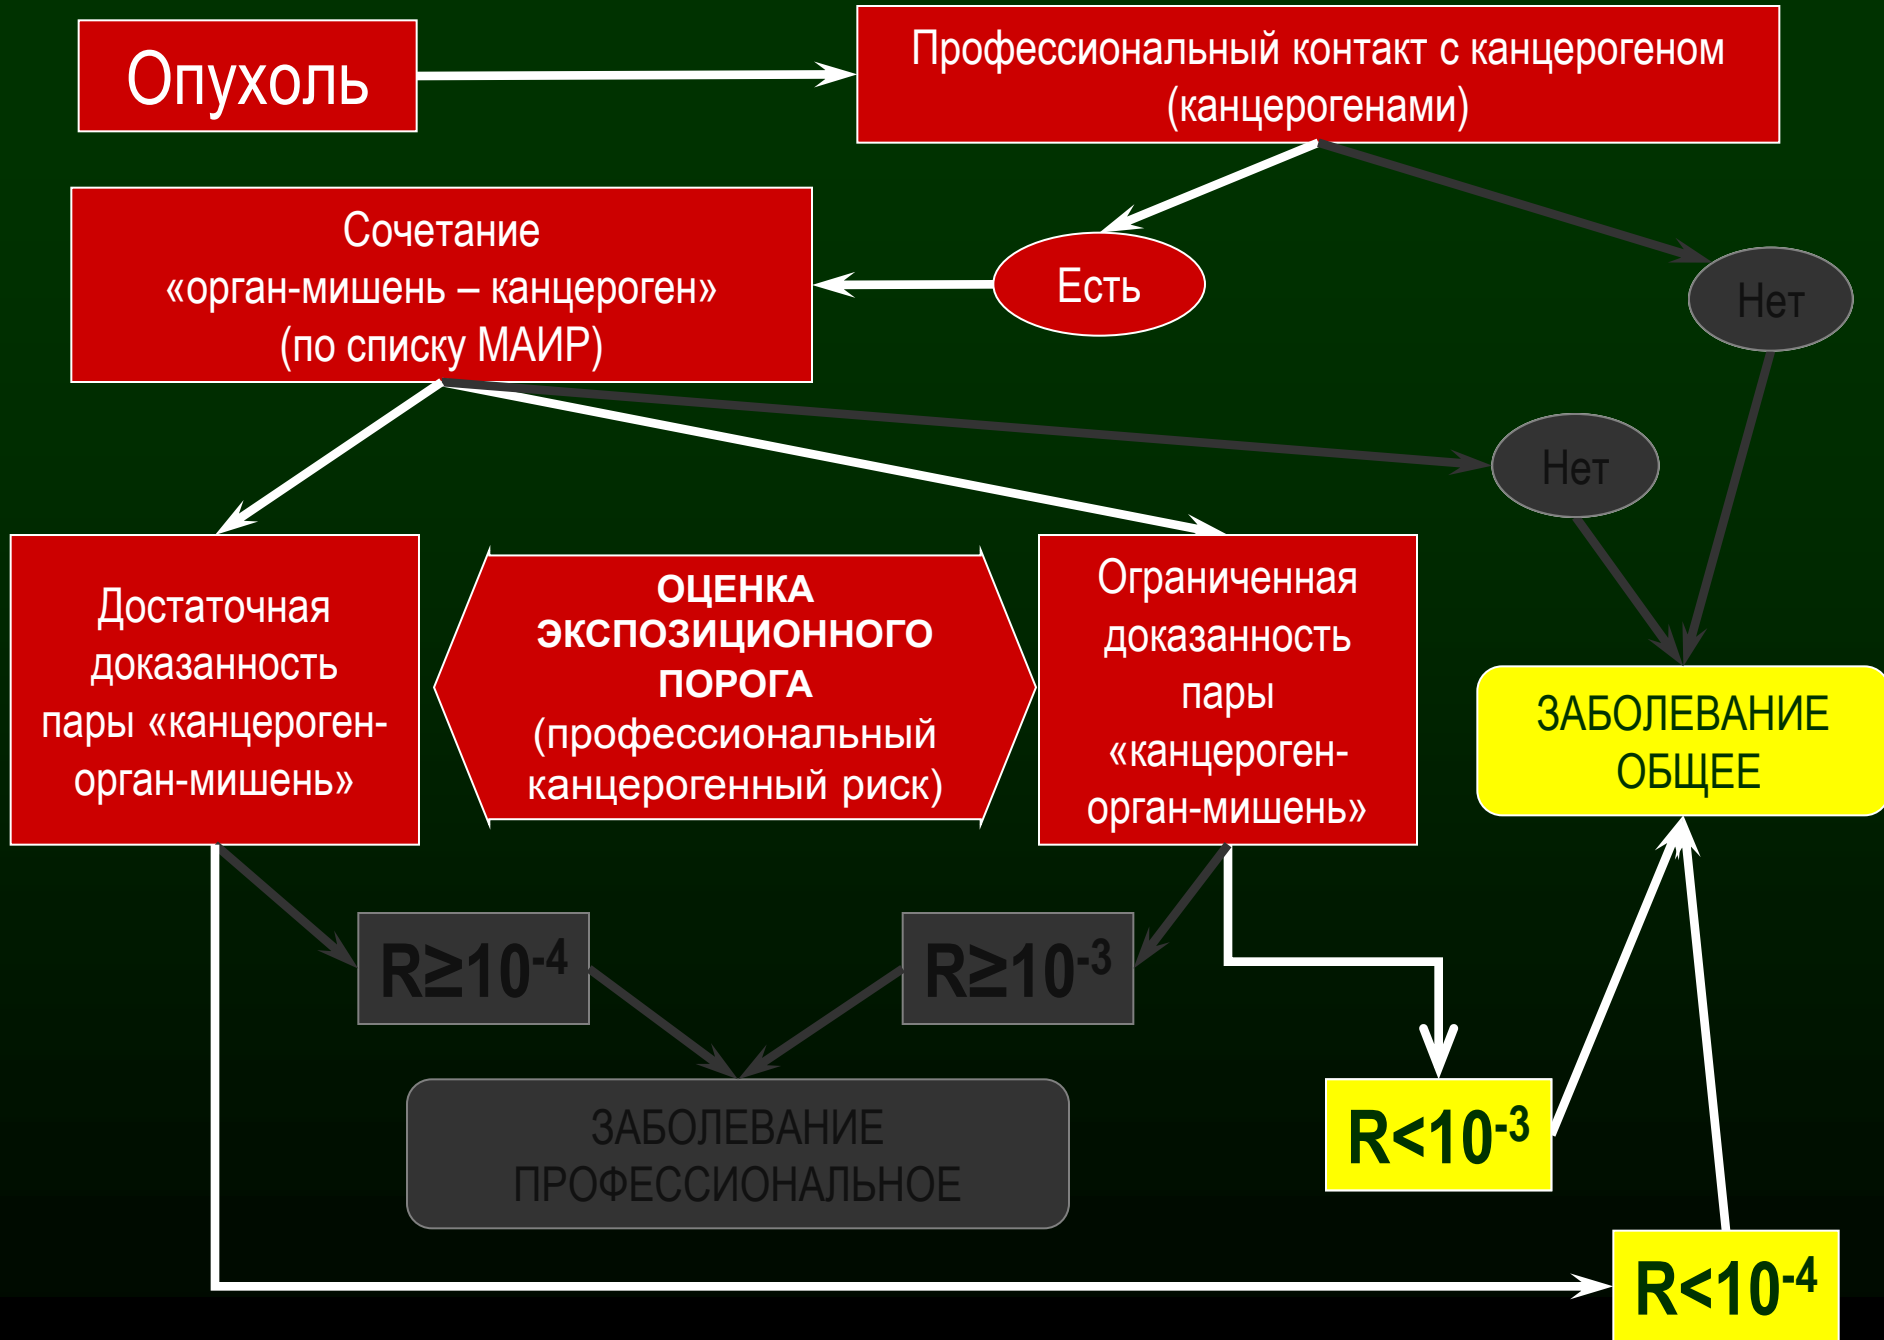 Опухоль
Профессиональный контакт с канцерогеном
(канцерогенами)
Сочетание
«орган-мишень – канцероген»
(по списку МАИР)
Есть
Нет
Нет
Достаточная
доказанность
пары «канцероген-
орган-мишень»
ОЦЕНКА
ЭКСПОЗИЦИОННОГО
ПОРОГА
(профессиональный
канцерогенный риск)
Ограниченная
доказанность
пары
«канцероген-
орган-мишень»
ЗАБОЛЕВАНИЕ
ОБЩЕЕ
R≥10⁻⁴
R≥10⁻³
ЗАБОЛЕВАНИЕ
ПРОФЕССИОНАЛЬНОЕ
R<10⁻³
R<10⁻⁴